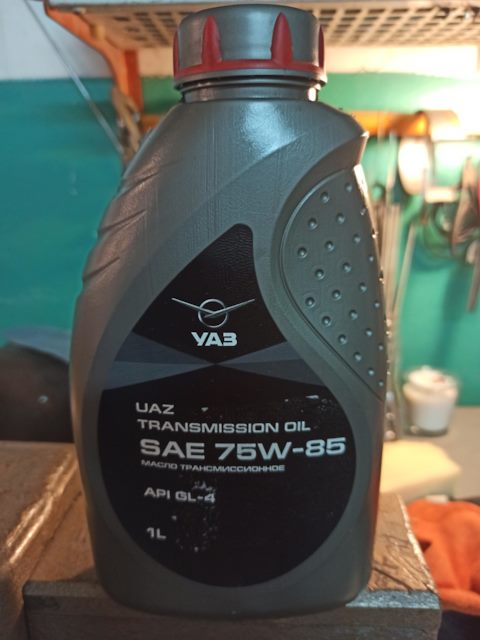 УАЗ
UAZ
TRANSMISSION OIL
SAE 75W-85
МАСЛО ТРАНСМИССИОННОЕ
API GL-4
1L